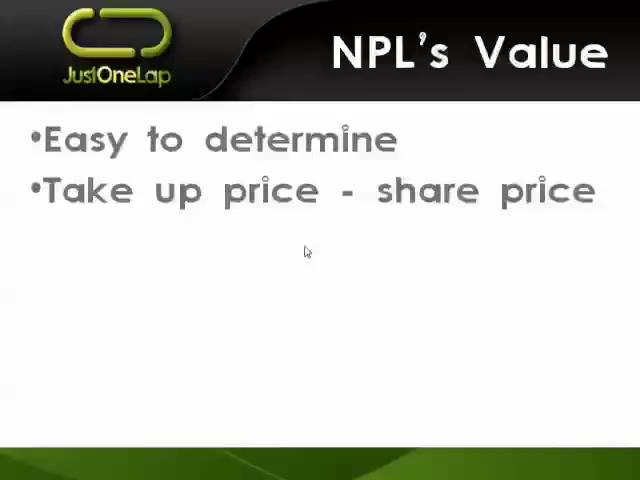 JustOneLap
NPL's Value
•Easy to determine
•Take up price - share price